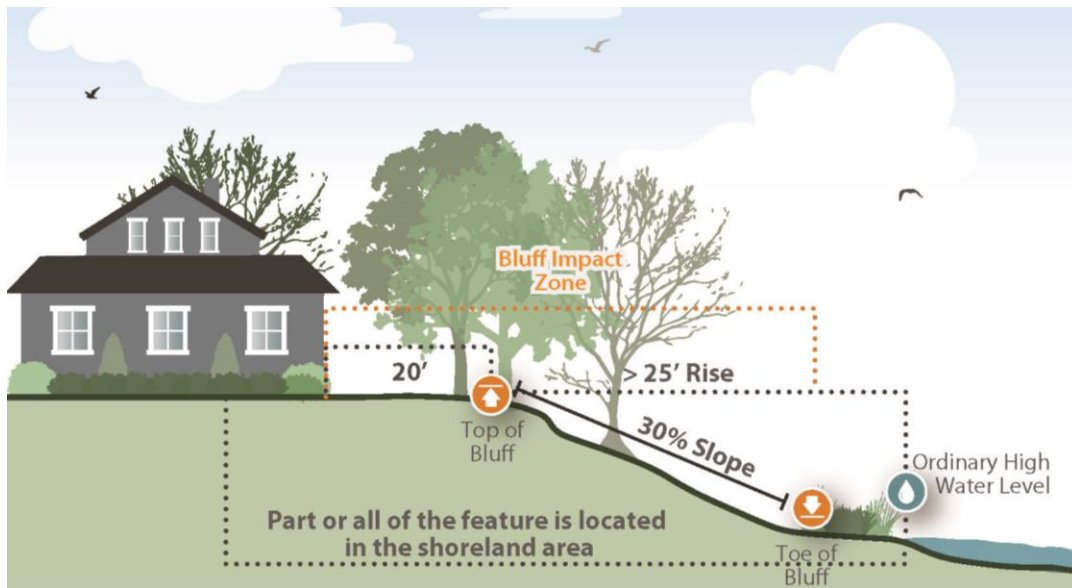 Bluff Impact
Zone
20’
> 25’ Rise
Top of
Bluff
30% Slope
Ordinary High
Water Level
Part or all of the feature is located
in the shoreland area
Toe of
Bluff